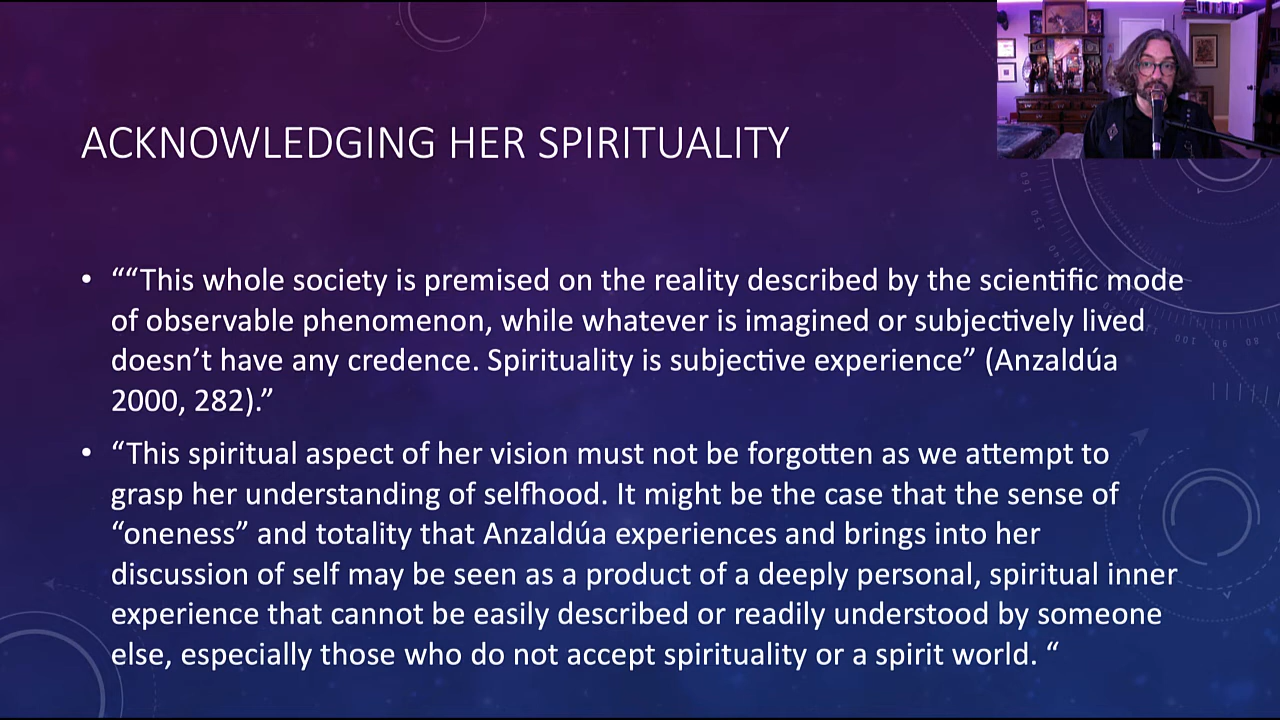 ACKNOWLEDGING HER SPIRITUALITY
• ““This whole society is premised on the reality described by the scientific mode
of observable phenomenon, while whatever is imagined or subjectively lived
doesn’t have any credence. Spirituality is subjective experience” (Anzaldúa
2000, 282).”
• “This spiritual aspect of her vision must not be forgotten as we attempt to
grasp her understanding of selfhood. It might be the case that the sense of
“oneness” and totality that Anzaldúa experiences and brings into her
discussion of self may be seen as a product of a deeply personal, spiritual inner
experience that cannot be easily described or readily understood by someone
else, especially those who do not accept spirituality or a spirit world. “
160
150
100
90
80